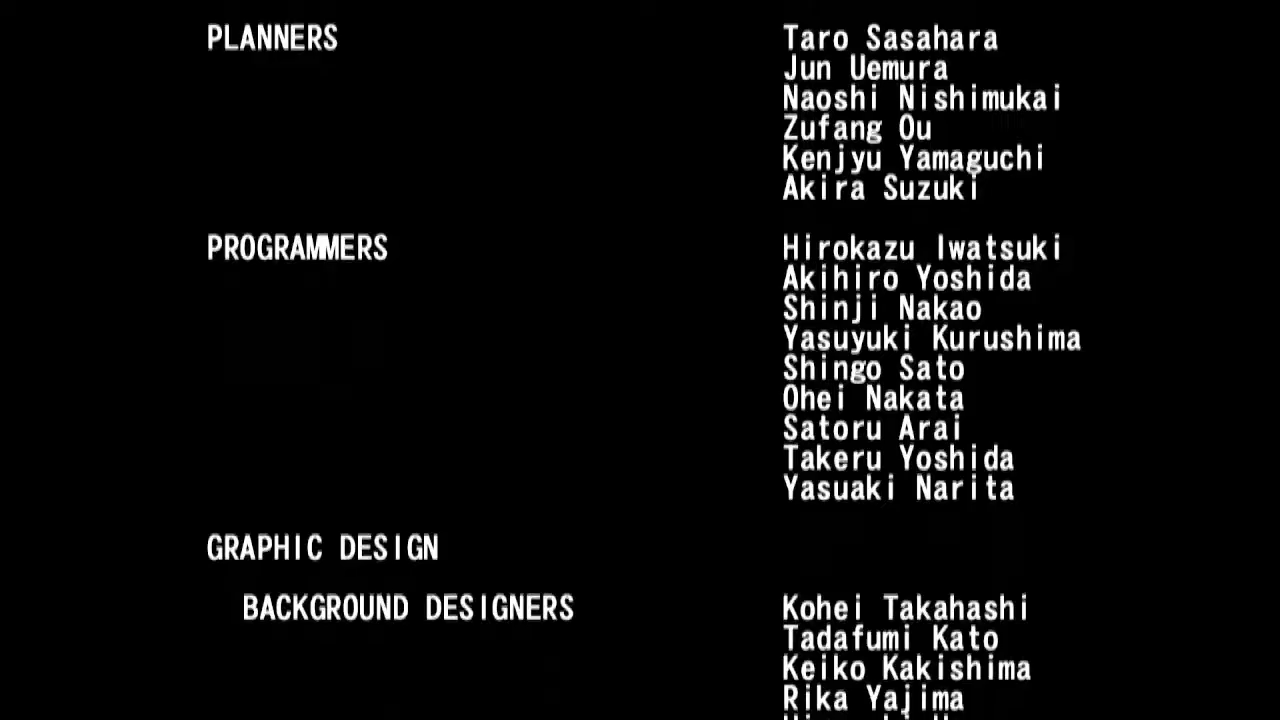 PLANNERS Taro Sasahara
Jun Uemura
Naoshi Nishimukai
Zufang Ou
Kenjyu Yamaguchi
Akira Suzuki
PROGRAMMERS Hirokazu Iwatsuki
Akihiro Yoshida
Shinji Nakao
Yasuyuki Kurushima
Shingo Sato
Ohei Nakata
Satoru Arai
Takeru Yoshida
Yasuaki Narita
GRAPHIC DESIGN
BACKGROUND DESIGNERS Kohei Takahashi
Tadafumi Kato
Keiko Kakishima
Rika Yajima